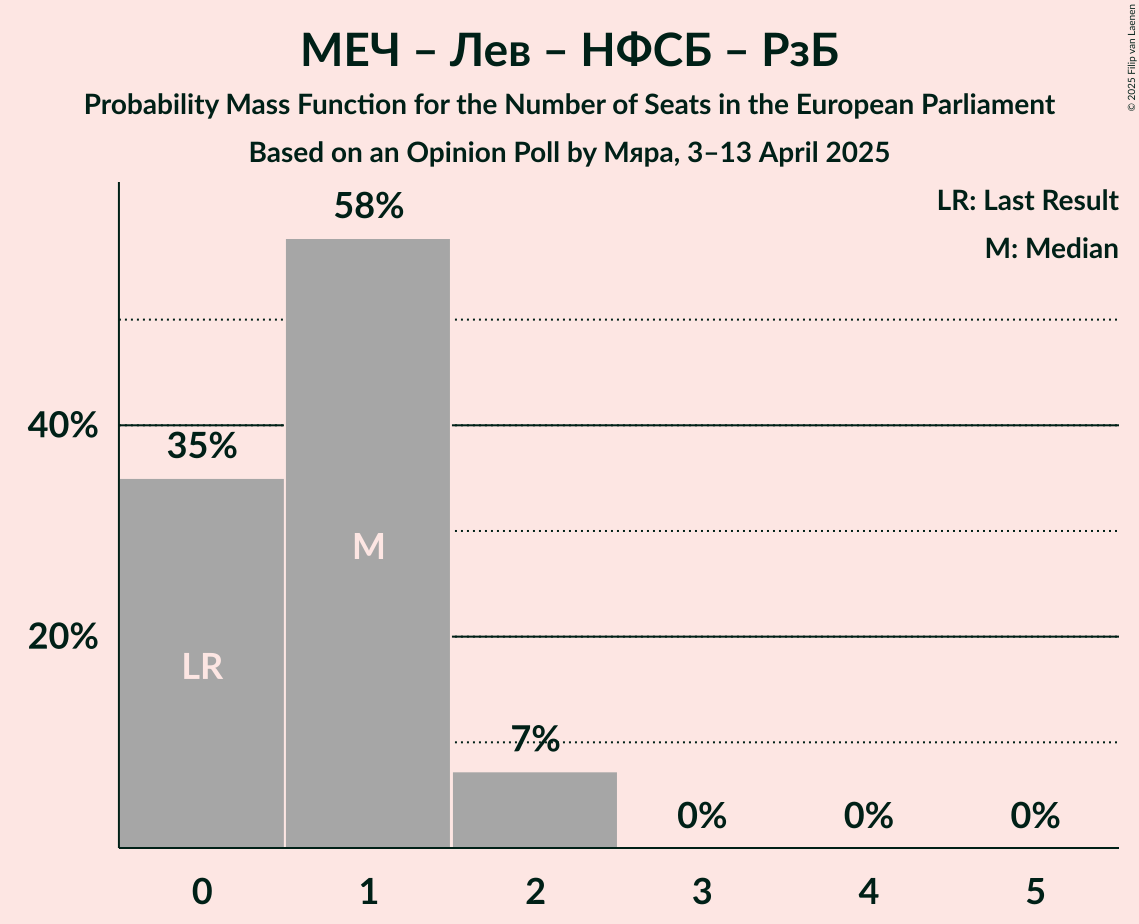 МЕЧ – Лев – НФСБ – РзБ
Probability Mass Function for the Number of Seats in the European Parliament
Based on an Opinion Poll by Мяра, 3–13 April 2025
© 2025 Filip van Laenen
LR: Last Result
M: Median
58%
40%
35%
M
20%
LR
7%
0%
0%
0%
0
1
2
3
4
5